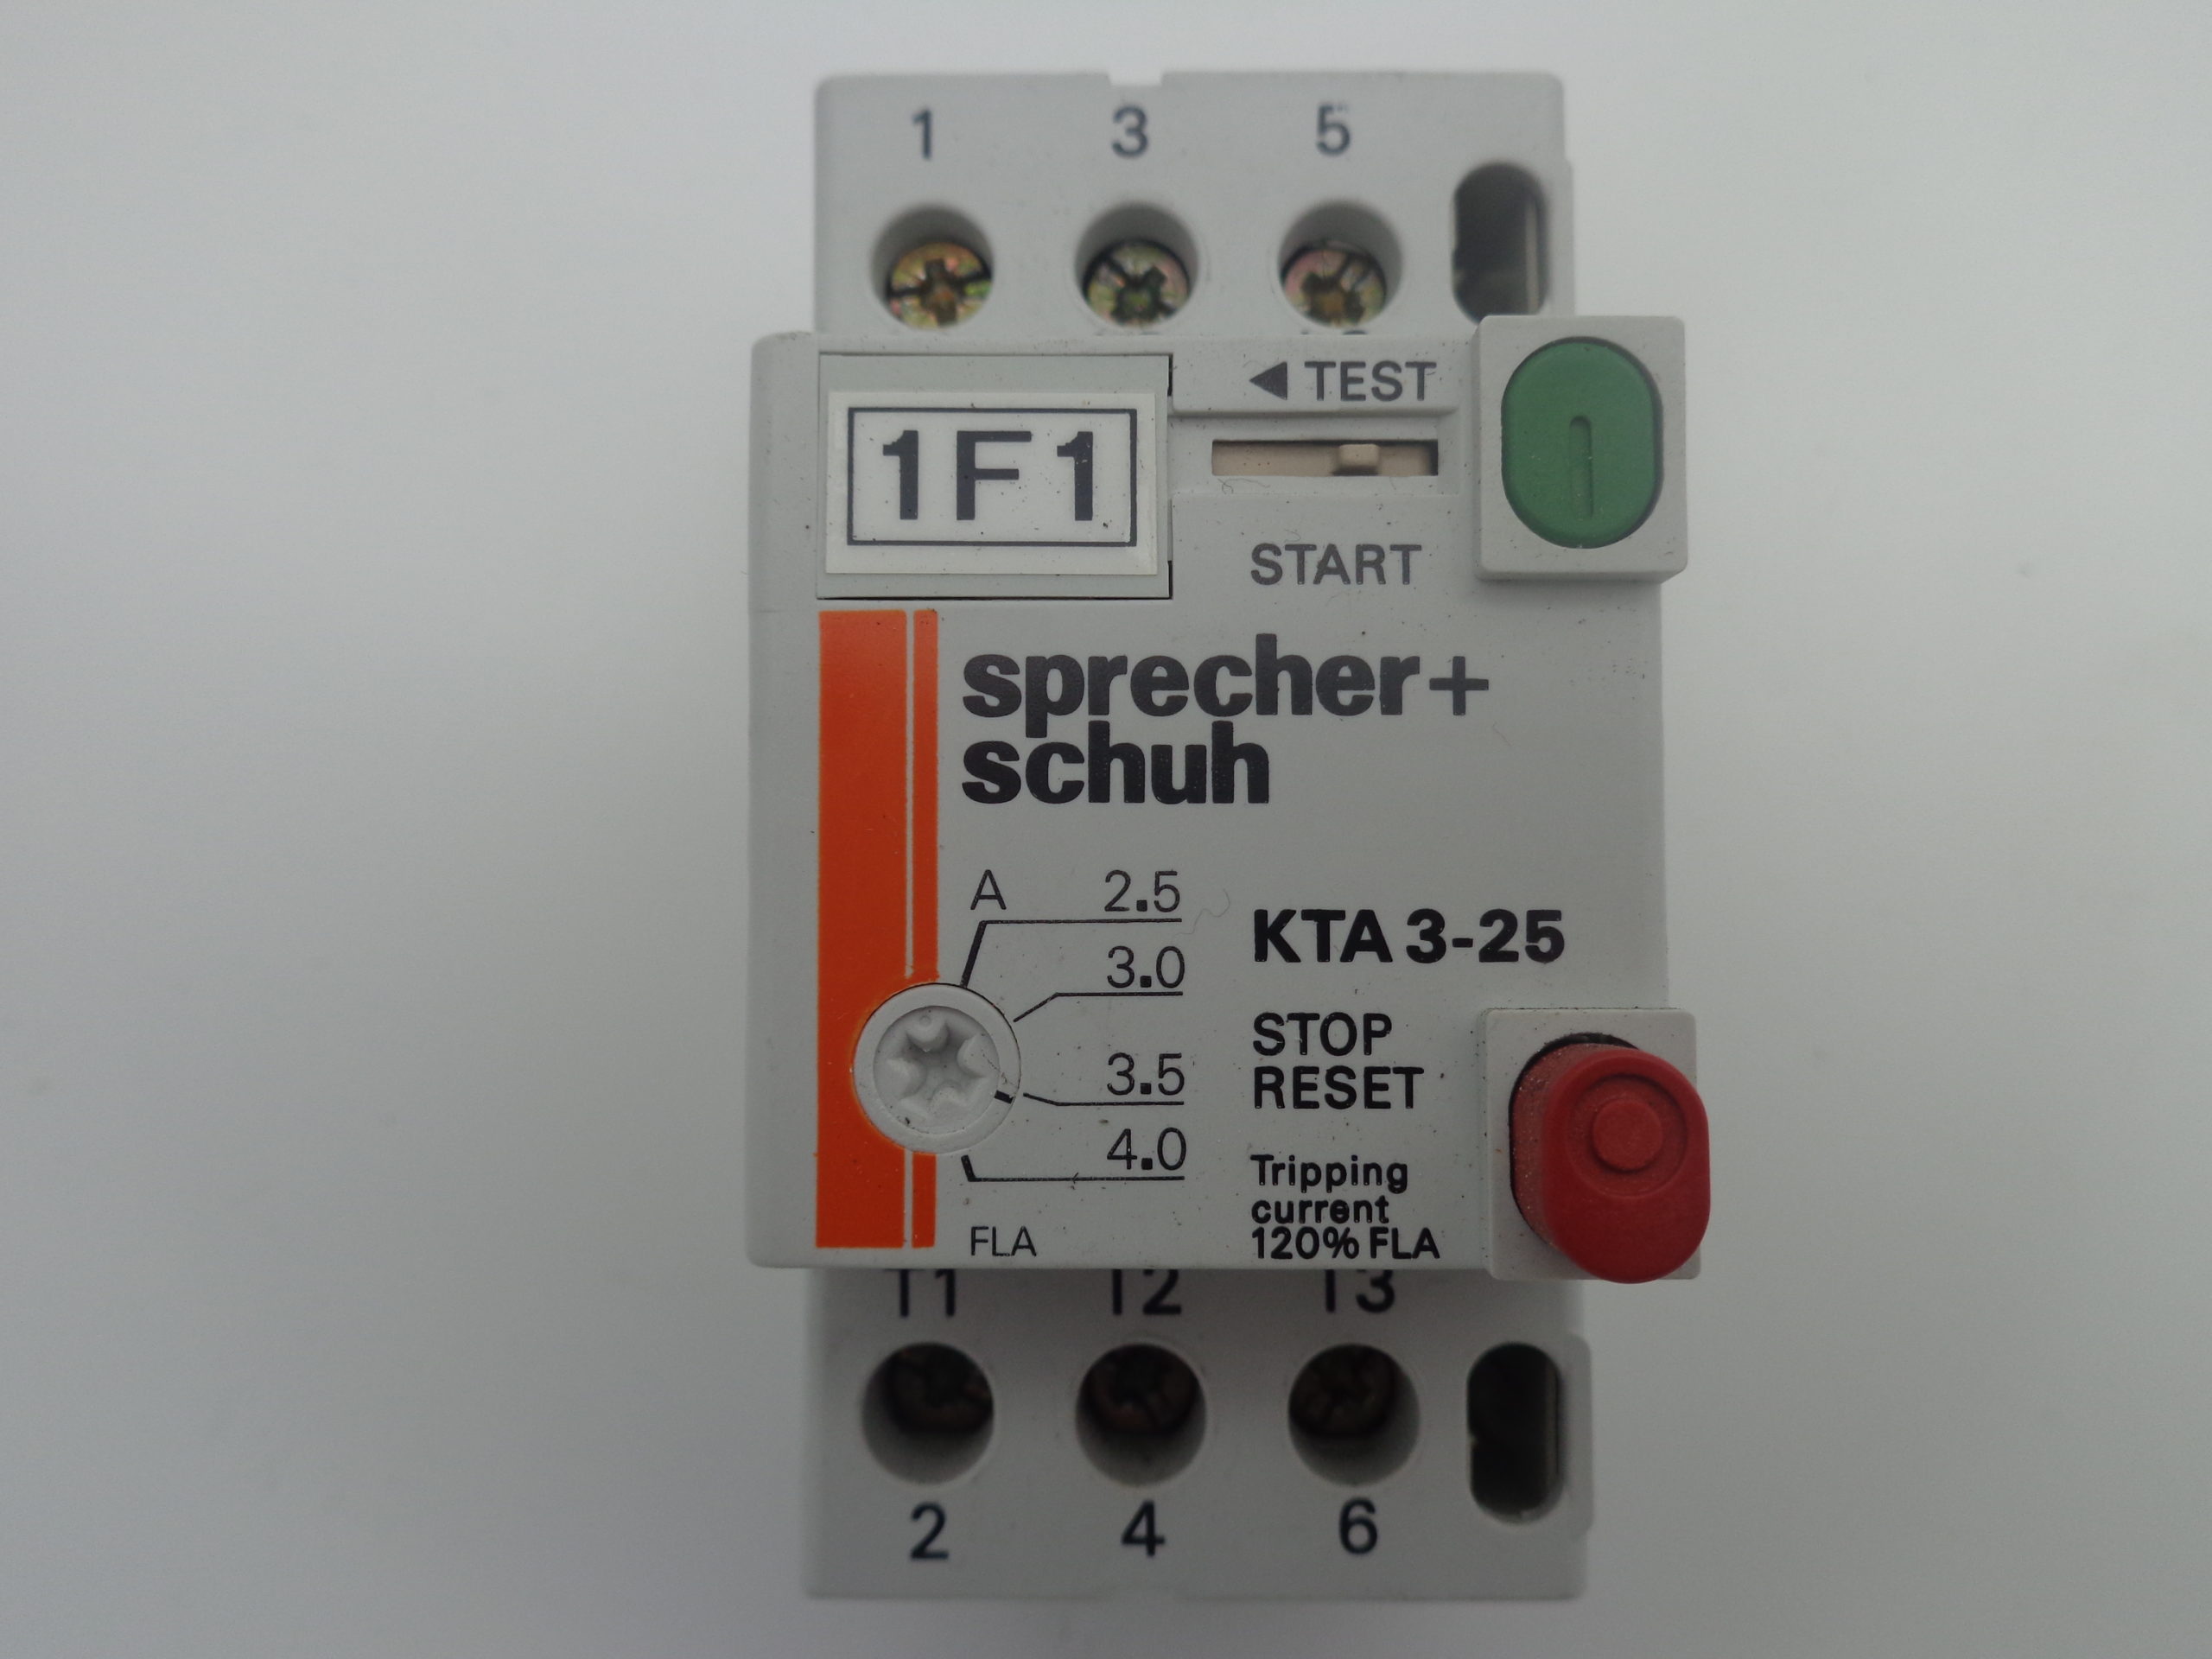 1 3 5
◀ TEST
1F1
START
sprecher+
schuh
A 2.5
3.0
KTA 3-25
3.5
STOP
RESET
4.0
Tripping
current
120% FLA
FLA
T1 T2 T3
2 4 6